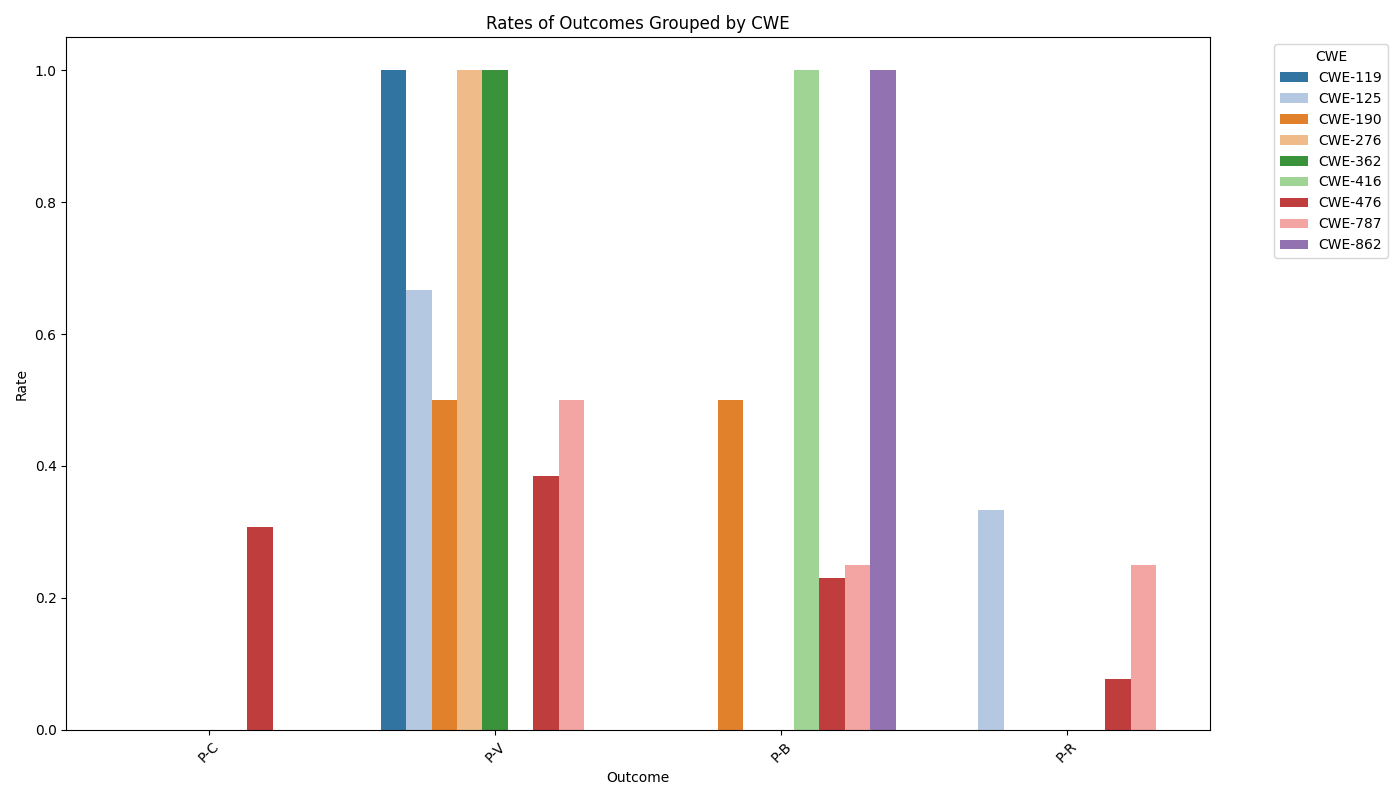 Rates of Outcomes Grouped by CWE
CWE
CWE-119
CWE-125
CWE-190
CWE-276
CWE-362
CWE-416
CWE-476
CWE-787
CWE-862
Rate
1.0
0.8
0.6
0.4
0.2
0.0
P-C
P-V
P-B
P-R
Outcome